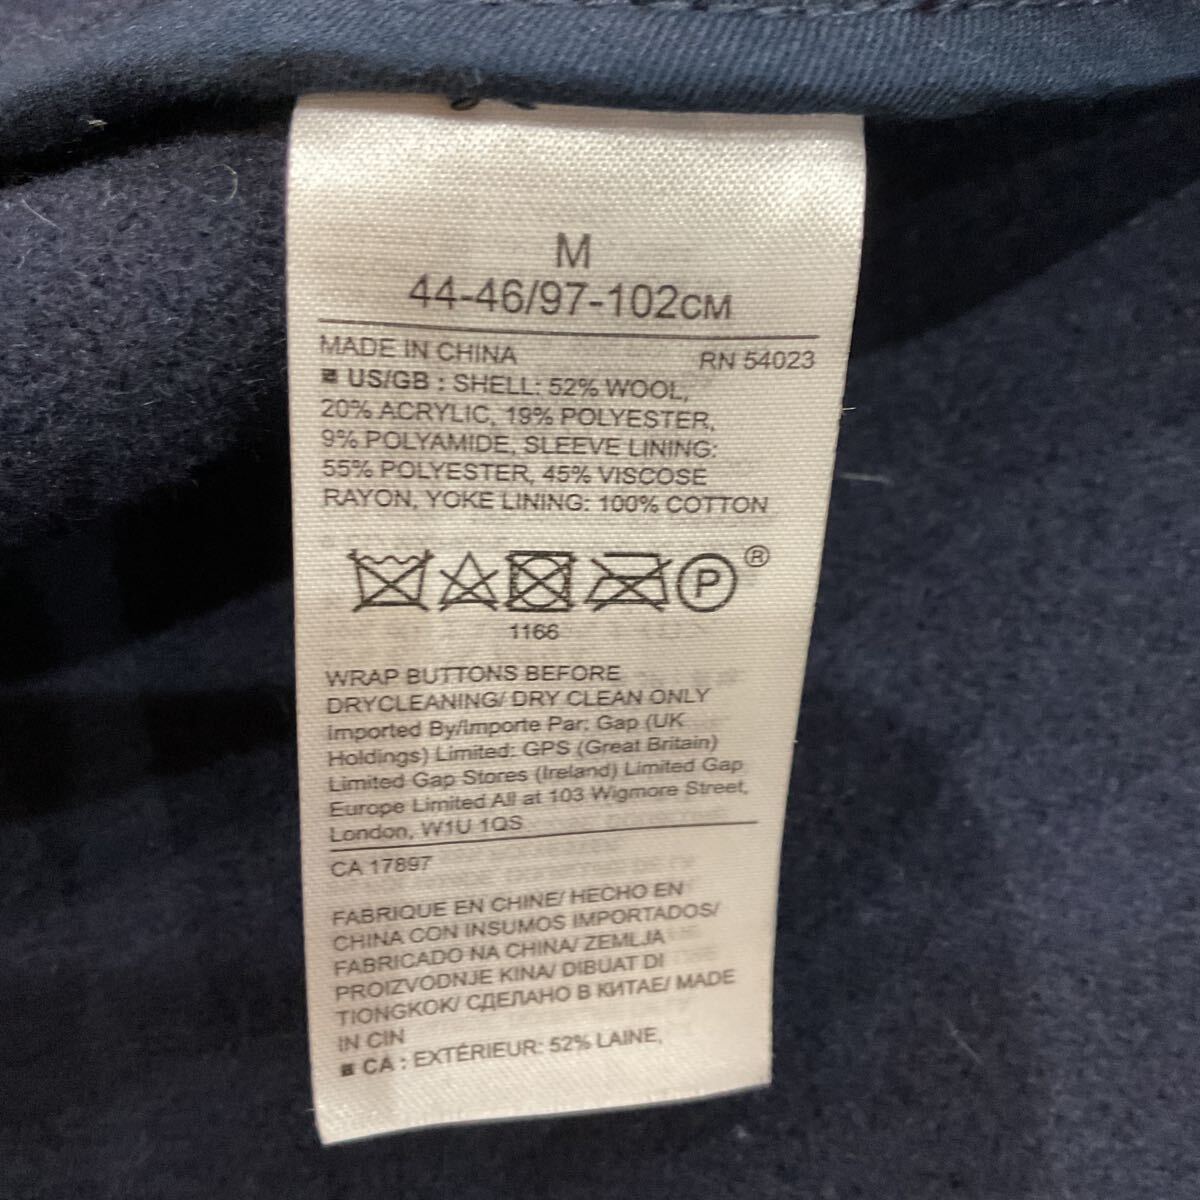 M
44-46/97-102CM
MADE IN CHINA RN 54023
US/GB : SHELL: 52% WOOL,
20% ACRYLIC, 19% POLYESTER,
9% POLYAMIDE, SLEEVE LINING:
55% POLYESTER, 45% VISCOSE
RAYON, YOKE LINING: 100% COTTON
P ®
1166
WRAP BUTTONS BEFORE
DRYCLEANING/ DRY CLEAN ONLY
Imported By/Importe Par: Gap (UK
Holdings) Limited: GPS (Great Britain)
Limited Gap Stores (Ireland) Limited Gap
Europe Limited All at 103 Wigmore Street,
London, W1U 1QS
CA 17897
FABRIQUE EN CHINE/ HECHO EN
CHINA CON INSUMOS IMPORTADOS/
FABRICADO NA CHINA/ ZEMLJA
PROIZVODNJE KINA/ DIBUAT DI
TIONGKOK/ СДЕЛАНО В КИТАЕ/ MADE
IN CIN
CA : EXTÉRIEUR: 52% LAINE,